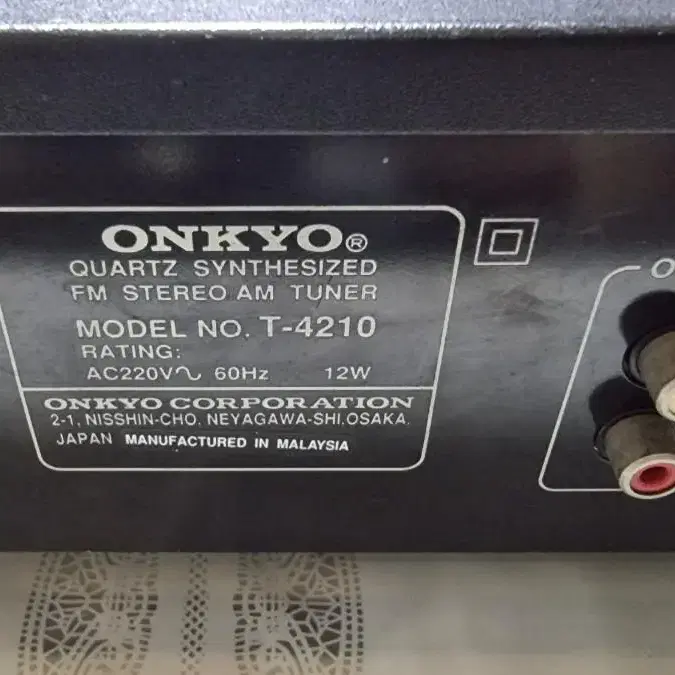 ONKYO®
QUARTZ SYNTHESIZED
FM STEREO AM TUNER
MODEL NO. T-4210
RATING:
AC220V∿ 60Hz 12W
ONKYO CORPORATION
2-1, NISSHIN-CHO, NEYAGAWA-SHI, OSAKA,
JAPAN MANUFACTURED IN MALAYSIA